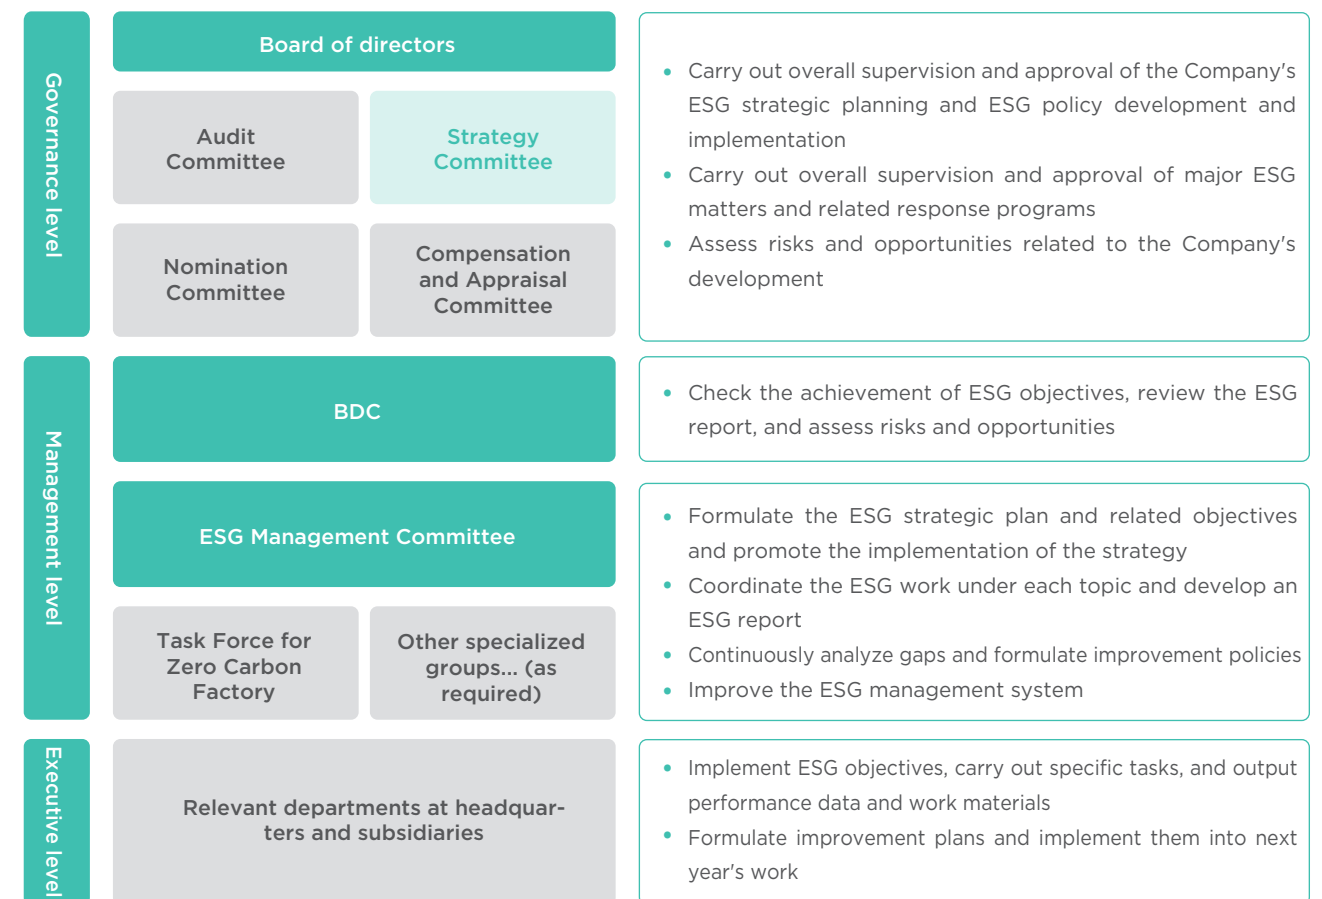 Governance level
Board of directors
Audit
Committee
Strategy
Committee
Nomination
Committee
Compensation
and Appraisal
Committee
• Carry out overall supervision and approval of the Company's
ESG strategic planning and ESG policy development and
implementation
• Carry out overall supervision and approval of major ESG
matters and related response programs
• Assess risks and opportunities related to the Company's
development
Management level
BDC
• Check the achievement of ESG objectives, review the ESG
report, and assess risks and opportunities
ESG Management Committee
Task Force for
Zero Carbon
Factory
Other specialized
groups... (as
required)
• Formulate the ESG strategic plan and related objectives
and promote the implementation of the strategy
• Coordinate the ESG work under each topic and develop an
ESG report
• Continuously analyze gaps and formulate improvement policies
• Improve the ESG management system
Executive level
Relevant departments at headquar-
ters and subsidiaries
• Implement ESG objectives, carry out specific tasks, and output
performance data and work materials
• Formulate improvement plans and implement them into next
year's work